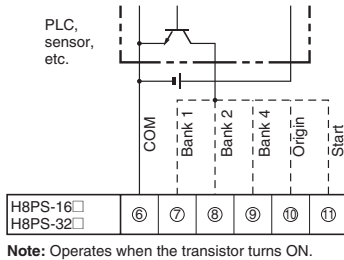 PLC,
sensor,
etc.
COM
Bank 1
Bank 2
Bank 4
Origin
Start
H8PS-16□
H8PS-32□
⑥ ⑦ ⑧ ⑨ ⑩ ⑪
Note: Operates when the transistor turns ON.